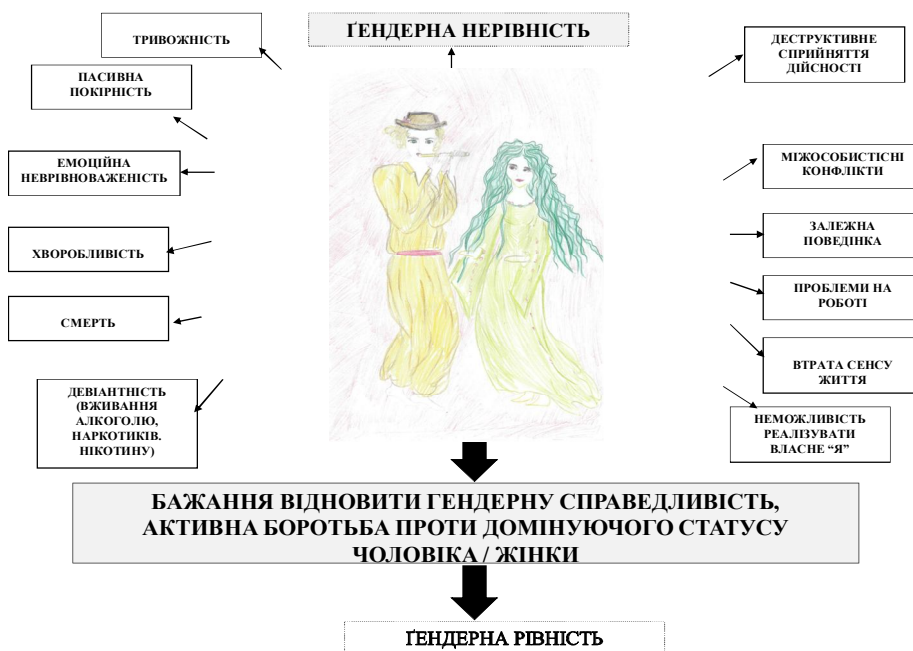 ҐЕНДЕРНА НЕРІВНІСТЬ
ТРИВОЖНІСТЬ
ПАСИВНА
ПОКІРНІСТЬ
ЕМОЦІЙНА
НЕВРІВНОВАЖЕНІСТЬ
ХВОРОБЛИВІСТЬ
СМЕРТЬ
ДЕВІАНТНІСТЬ
(ВЖИВАННЯ
АЛКОГОЛЮ,
НАРКОТИКІВ.
НІКОТИНУ)
ДЕСТРУКТИВНЕ
СПРИЙНЯТТЯ
ДІЙСНОСТІ
МІЖОСОБИСТІСНІ
КОНФЛІКТИ
ЗАЛЕЖНА
ПОВЕДІНКА
ПРОБЛЕМИ НА
РОБОТІ
ВТРАТА СЕНСУ
ЖИТТЯ
НЕМОЖЛИВІСТЬ
РЕАЛІЗУВАТИ
ВЛАСНЕ “Я”
БАЖАННЯ ВІДНОВИТИ ГЕНДЕРНУ СПРАВЕДЛИВІСТЬ,
АКТИВНА БОРОТЬБА ПРОТИ ДОМІНУЮЧОГО СТАТУСУ
ЧОЛОВІКА / ЖІНКИ
ҐЕНДЕРНА РІВНІСТЬ